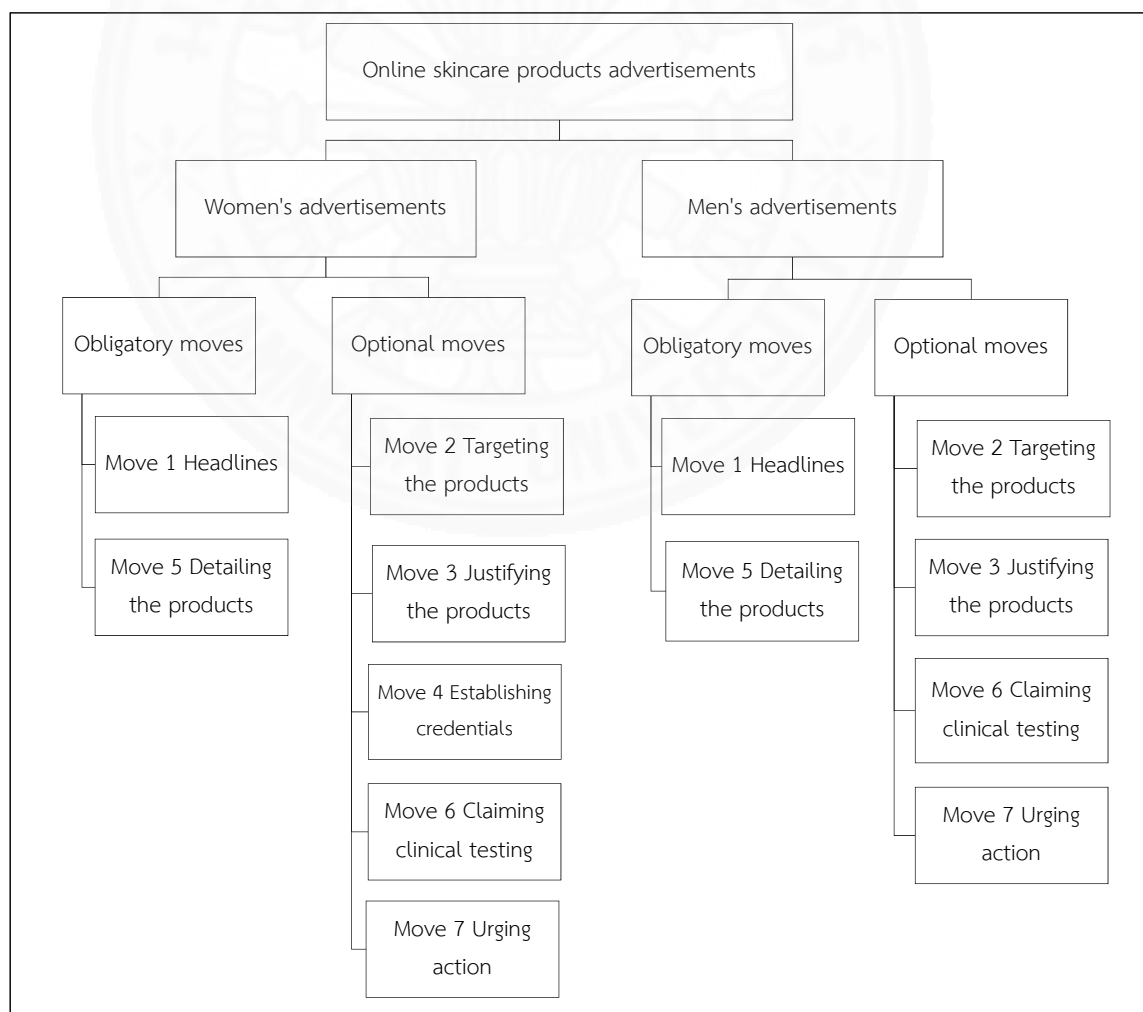 Online skincare products advertisements
Women's advertisements
Men's advertisements
Obligatory moves
Optional moves
Obligatory moves
Optional moves
Move 1 Headlines
Move 5 Detailing
the products
Move 2 Targeting
the products
Move 3 Justifying
the products
Move 4 Establishing
credentials
Move 6 Claiming
clinical testing
Move 7 Urging
action
Move 1 Headlines
Move 5 Detailing
the products
Move 2 Targeting
the products
Move 3 Justifying
the products
Move 6 Claiming
clinical testing
Move 7 Urging
action